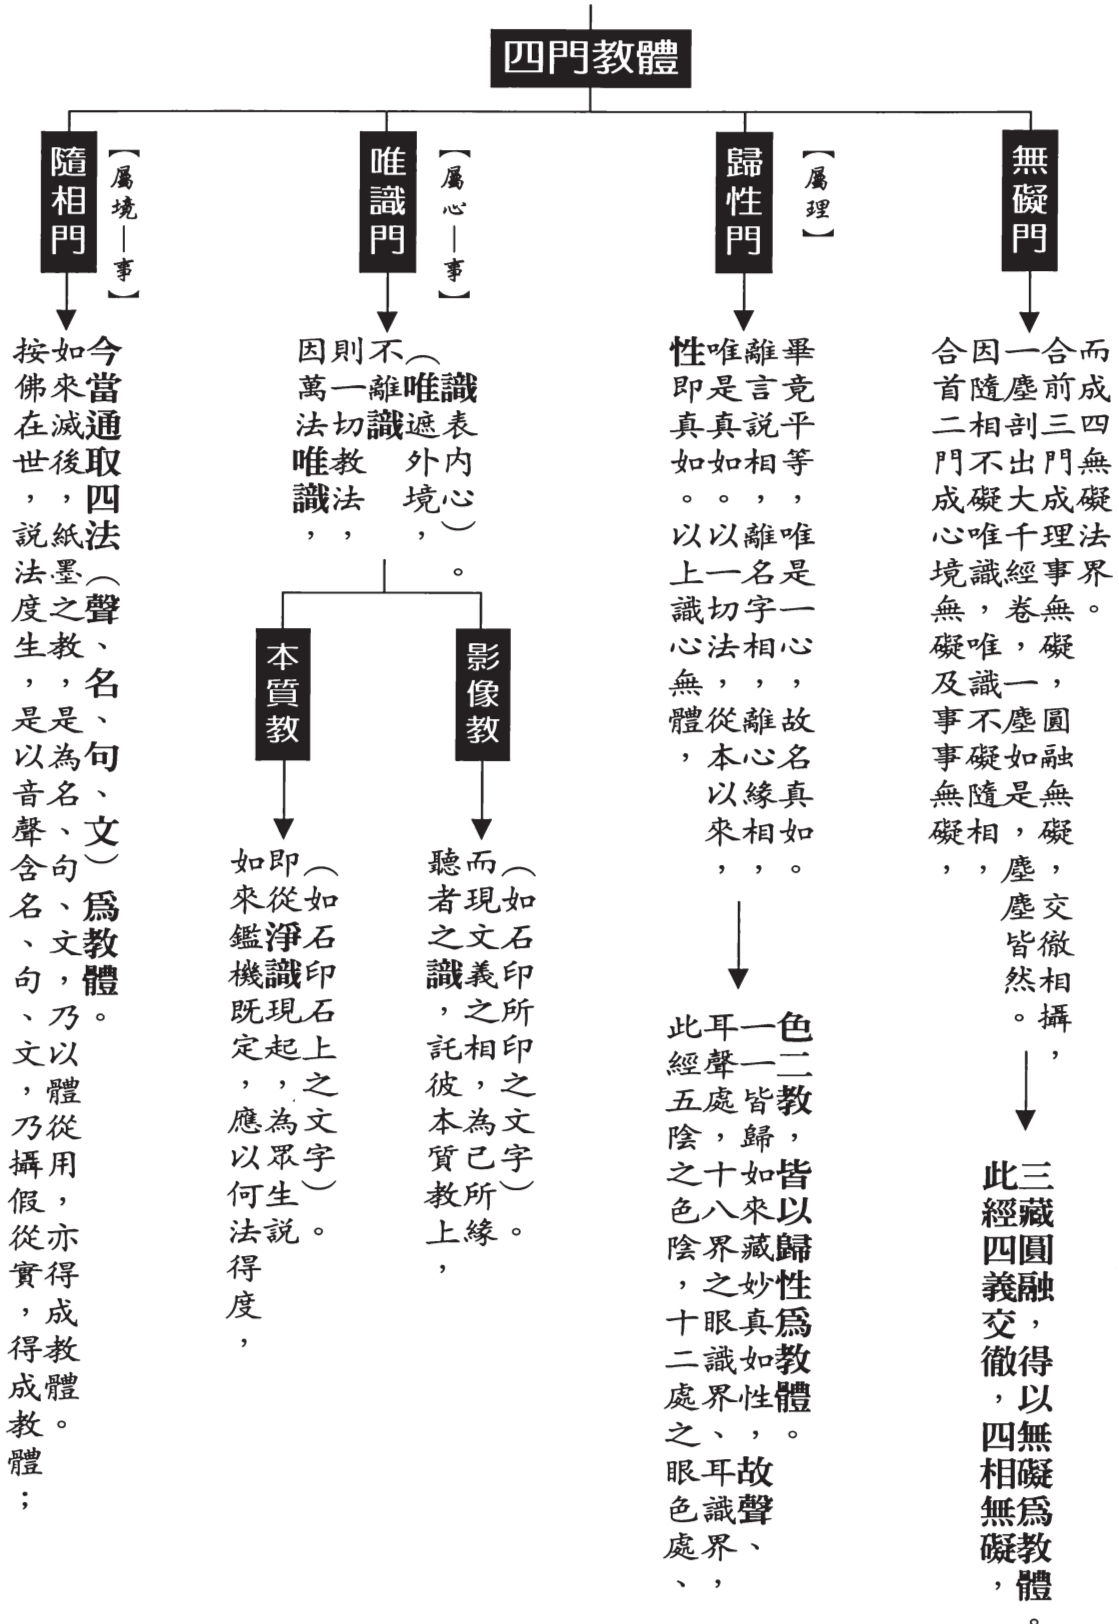 四門教體
隨相門
【屬境—事】
按佛在世，説法度生，是以音聲含名、句、文，乃攝假從實，得成教體；
如來滅後，紙墨之教，是為名、句、文，乃以體從用，亦得成教體。
今當通取四法（聲、名、句、文）爲教體。
唯識門
【屬心—事】
因萬法唯識，
則一切教法，
不離識
（唯遮外境，
識表内心）。
本質教
如來鑑機既定，應以何法得度，
即從淨識現起，為眾生説
（如石印石上之文字）。
影像教
聽者之識，託彼本質教上，
而現文義之相，為己所緣
（如石印所印之文字）。
歸性門
【屬理】
性即真如。以上識心無體，
唯是真如。以一切法，從本以來，
離言説相，離名字相，離心緣相，
畢竟平等，唯是一心，故名真如。
此經五陰之色陰，十二處之眼色處、
耳聲處，十八界之眼識界、耳識界，
一一皆歸如來藏妙真如性，故聲、
色二教，皆以歸性爲教體。
無礙門
合首二門成心境無礙及事事無礙，
因隨相不礙唯識，唯識不礙隨相，
一塵剖出大千經卷，一塵如是，塵塵皆然。
合前三門成理事無礙，圓融無礙，交徹相攝，
而成四無礙法界。
此經四義交徹，四相無礙，
三藏圓融，得以無礙爲教體。